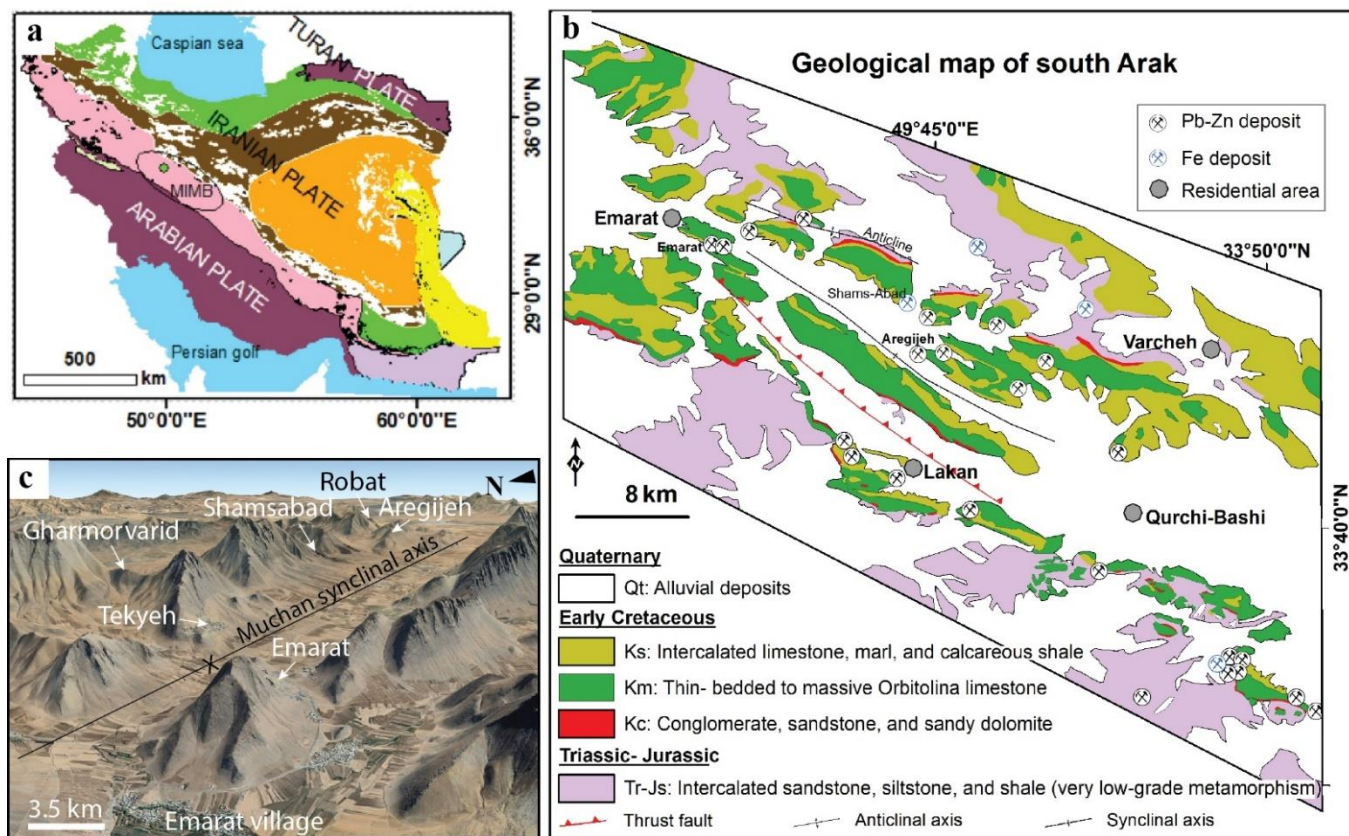 a
Caspian sea
TURAN PLATE
IRANIAN PLATE
MIMB
ARABIAN PLATE
Persian golf
500
km
36°0'0"N
29°0'0"N
50°0'0"E
60°0'0"E
b
Geological map of south Arak
49°45'0"E
Pb-Zn deposit
Fe deposit
Residential area
33°50'0"N
Emarat
Emarat
Anticline
Shams-Abad
Aregijeh
Varcheh
Lakan
N
8 km
Qurchi-Bashi
33°40'0"N
Quaternary
Qt: Alluvial deposits
Early Cretaceous
Ks: Intercalated limestone, marl, and calcareous shale
Km: Thin- bedded to massive Orbitolina limestone
Kc: Conglomerate, sandstone, and sandy dolomite
Triassic- Jurassic
Tr-Js: Intercalated sandstone, siltstone, and shale (very low-grade metamorphism)
Thrust fault
Anticlinal axis
Synclinal axis
c
N
Robat
Shamsabad
Aregijeh
Gharmorvarid
Muchan synclinal axis
Tekyeh
Emarat
3.5 km
Emarat village